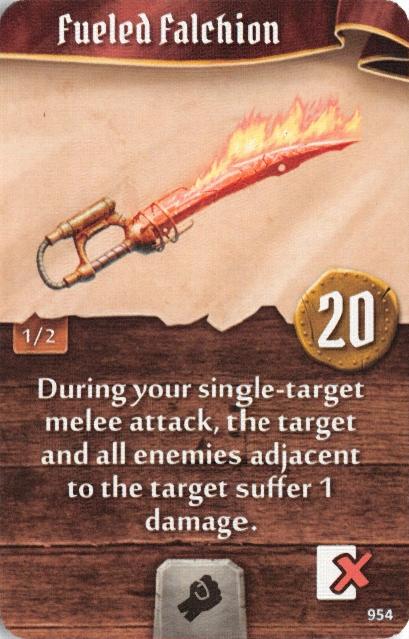 Fueled Falchion
1/2
20
During your single-target
melee attack, the target
and all enemies adjacent
to the target suffer 1
damage.
954